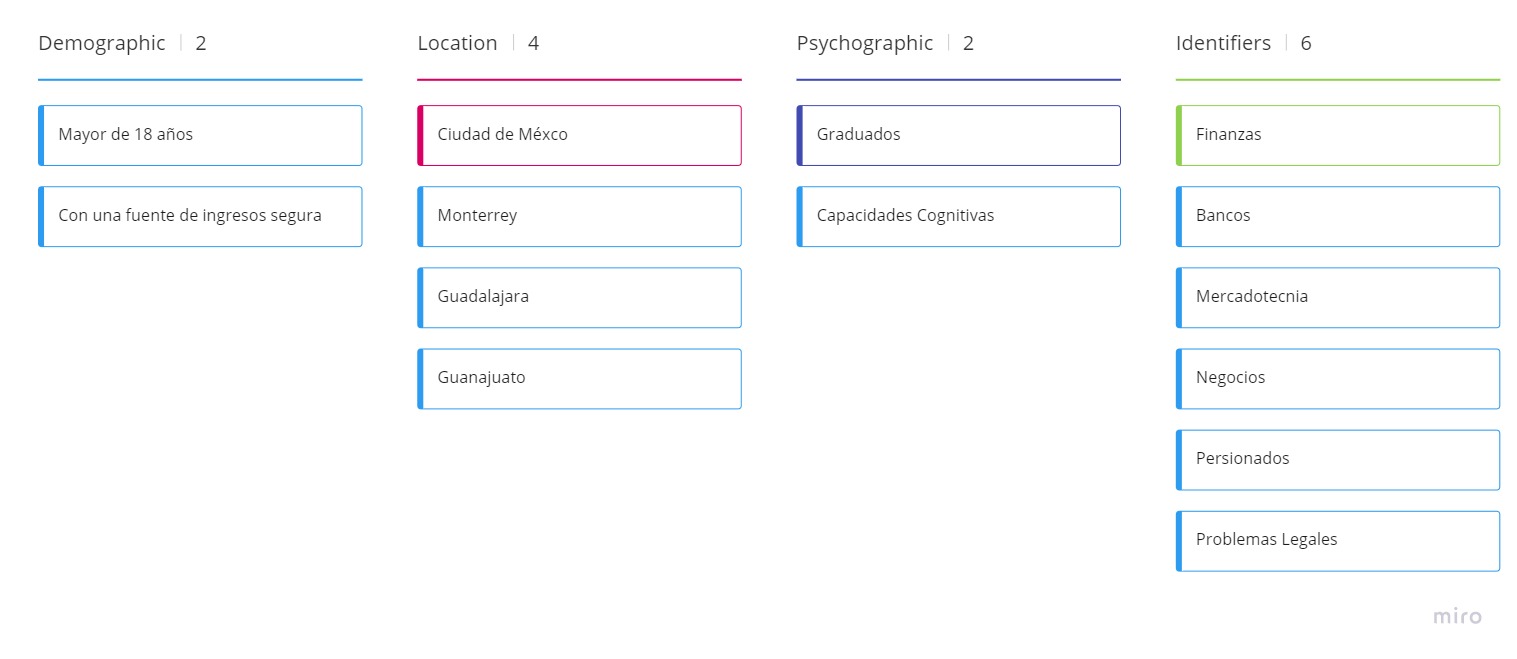 Demographic | 2
Mayor de 18 años
Con una fuente de ingresos segura
Location | 4
Ciudad de Méxco
Monterrey
Guadalajara
Guanajuato
Psychographic | 2
Graduados
Capacidades Cognitivas
Identifiers | 6
Finanzas
Bancos
Mercadotecnia
Negocios
Persionados
Problemas Legales
miro